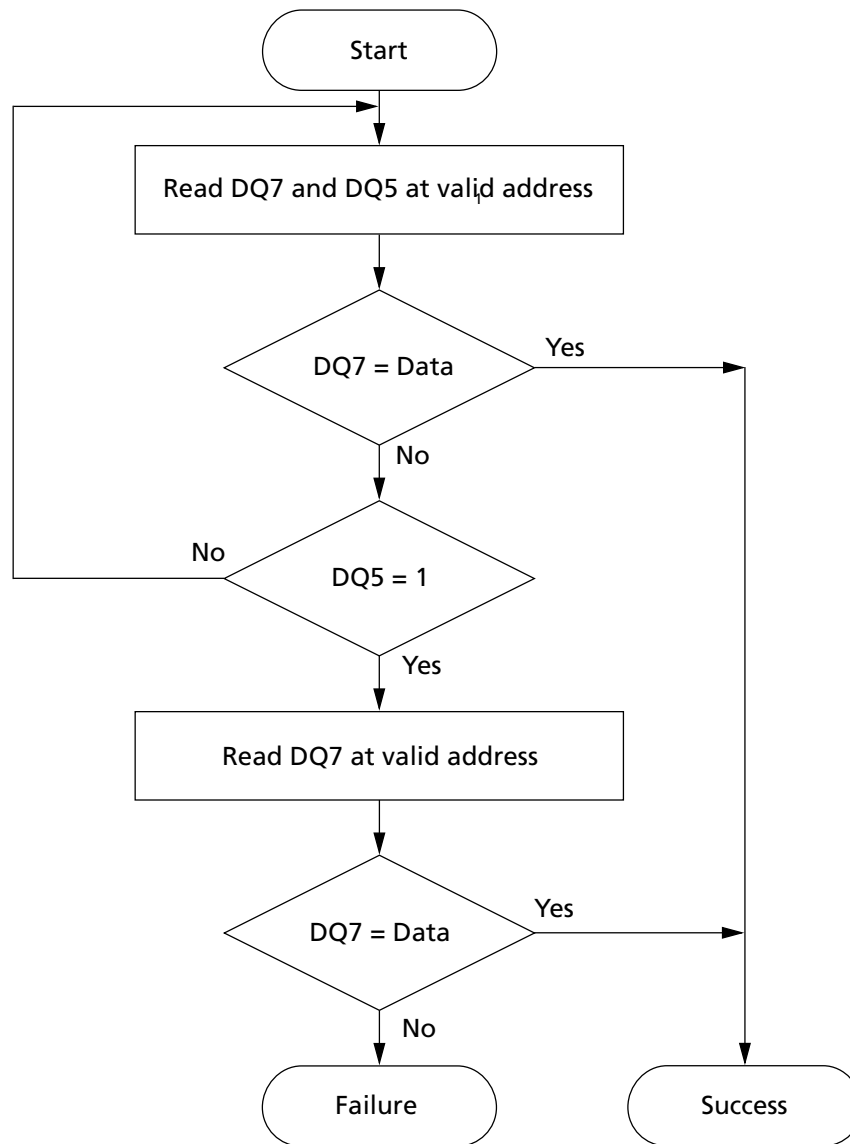 Start
Read DQ7 and DQ5 at valid address
1
DQ7 = Data
Yes
No
No
DQ5 = 1
Yes
Read DQ7 at valid address
DQ7 = Data
Yes
No
Failure
Success